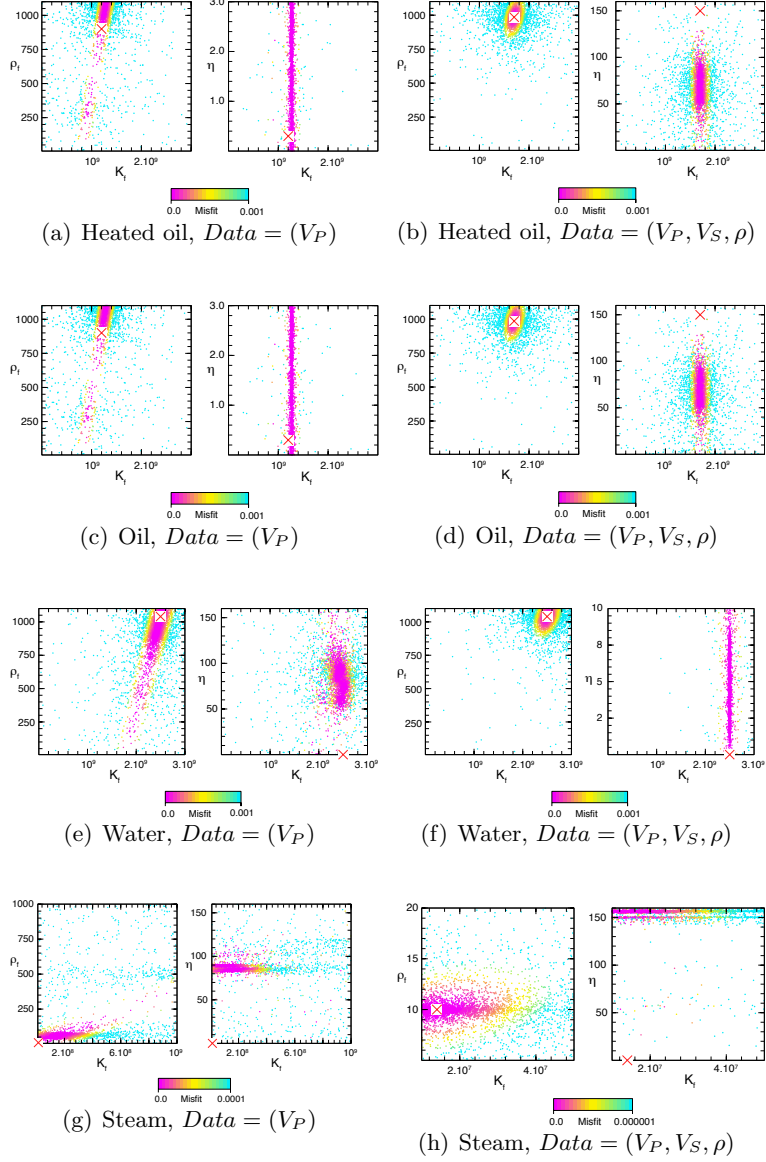 1000
750
ρf
500
250
10⁹
2.10⁹
Kf
3.0
2.0
η
1.0
10⁹
2.10⁹
Kf
0.0 Misfit 0.001
(a) Heated oil, Data = (VP)
1000
750
ρf
500
250
10⁹
2.10⁹
Kf
150
100
η
50
10⁹
2.10⁹
Kf
0.0 Misfit 0.001
(b) Heated oil, Data = (VP, VS, ρ)
1000
750
ρf
500
250
10⁹
2.10⁹
Kf
3.0
2.0
η
1.0
10⁹
2.10⁹
Kf
0.0 Misfit 0.001
(c) Oil, Data = (VP)
1000
750
ρf
500
250
10⁹
2.10⁹
Kf
150
100
η
50
10⁹
2.10⁹
Kf
0.0 Misfit 0.001
(d) Oil, Data = (VP, VS, ρ)
1000
750
ρf
500
250
10⁹
2.10⁹
3.10⁹
Kf
150
100
η
50
10⁹
2.10⁹
3.10⁹
Kf
0.0 Misfit 0.001
(e) Water, Data = (VP)
1000
750
ρf
500
250
10⁹
2.10⁹
3.10⁹
Kf
10
8
η
5
2
10⁹
2.10⁹
3.10⁹
Kf
0.0 Misfit 0.001
(f) Water, Data = (VP, VS, ρ)
1000
750
ρf
500
250
2.10⁸
6.10⁸
10⁹
Kf
150
100
η
50
2.10⁸
6.10⁸
10⁹
Kf
0.0 Misfit 0.0001
(g) Steam, Data = (VP)
20
15
ρf
10
5
2.10⁷
4.10⁷
Kf
150
100
η
50
2.10⁷
4.10⁷
Kf
0.0 Misfit 0.000001
(h) Steam, Data = (VP, VS, ρ)